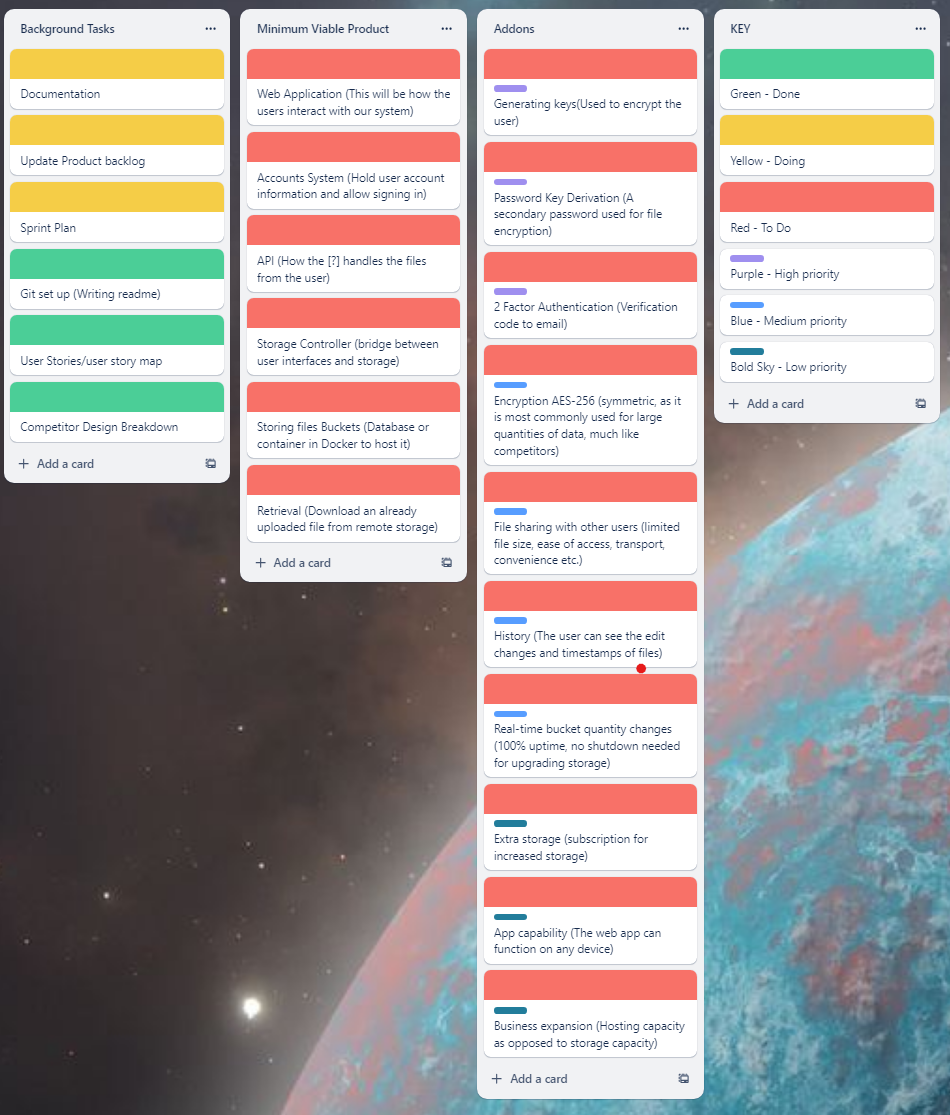 Background Tasks
Documentation
Update Product backlog
Sprint Plan
Git set up (Writing readme)
User Stories/user story map
Competitor Design Breakdown
Add a card
Minimum Viable Product
Web Application (This will be how the
users interact with our system)
Accounts System (Hold user account
information and allow signing in)
API (How the [?] handles the files
from the user)
Storage Controller (bridge between
user interfaces and storage)
Storing files Buckets (Database or
container in Docker to host it)
Retrieval (Download an already
uploaded file from remote storage)
Add a card
Addons
Generating keys(Used to encrypt the
user)
Password Key Derivation (A
secondary password used for file
encryption)
2 Factor Authentication (Verification
code to email)
Encryption AES-256 (symmetric, as it
is most commonly used for large
quantities of data, much like
competitors)
File sharing with other users (limited
file size, ease of access, transport,
convenience etc.)
History (The user can see the edit
changes and timestamps of files)
Real-time bucket quantity changes
(100% uptime, no shutdown needed
for upgrading storage)
Extra storage (subscription for
increased storage)
App capability (The web app can
function on any device)
Business expansion (Hosting capacity
as opposed to storage capacity)
Add a card
KEY
Green - Done
Yellow - Doing
Red - To Do
Purple - High priority
Blue - Medium priority
Bold Sky - Low priority
Add a card